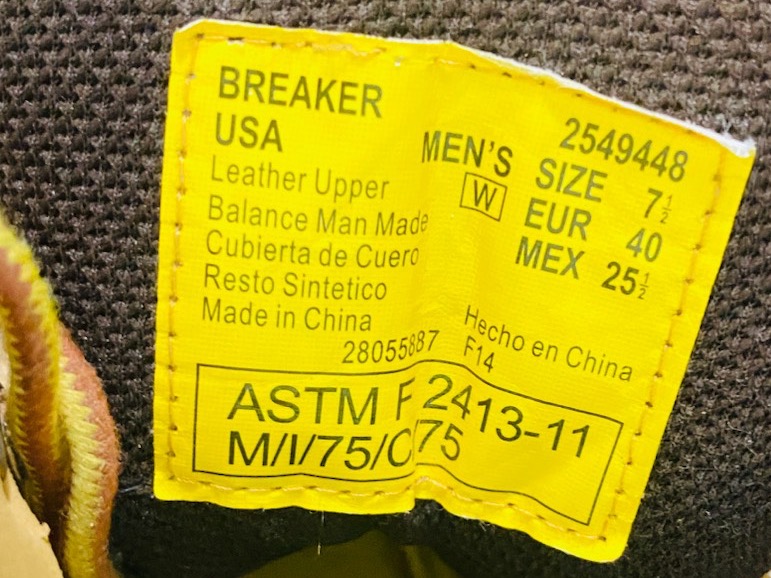 BREAKER
USA
Leather Upper
Balance Man Made
Cubierta de Cuero
Resto Sintetico
Made in China
28055887
MEN'S
W
2549448
SIZE 7½
EUR 40
MEX 25½
Hecho en China
F14
ASTM F 2413-11
M/I/75/C/75